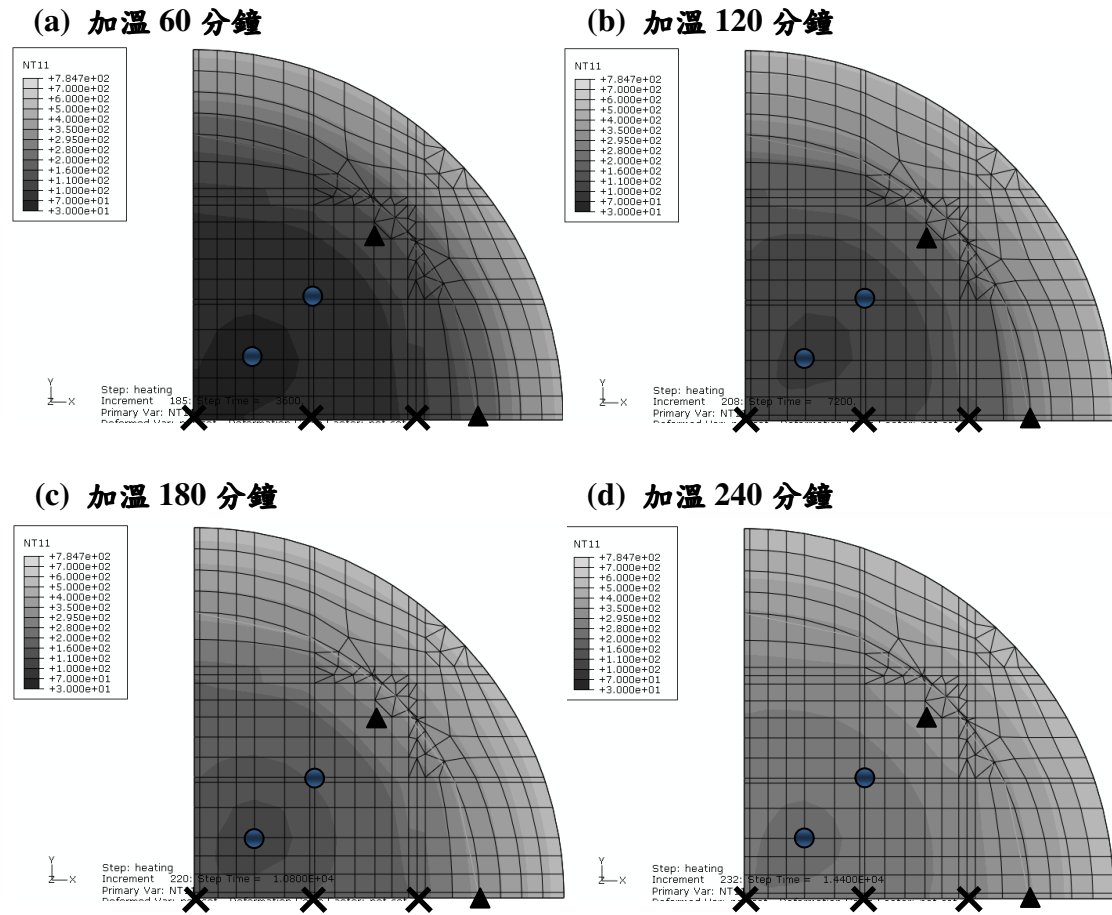 (a) 加溫 60 分鐘
NT11
+7.847e+02
+7.000e+02
+6.000e+02
+5.000e+02
+4.000e+02
+3.500e+02
+2.950e+02
+2.800e+02
+2.000e+02
+1.600e+02
+1.100e+02
+1.000e+02
+7.000e+01
+3.000e+01
Y
Z X
Step: heating
Increment 185: Step Time = 3600.
Primary Var: NT1
(b) 加溫 120 分鐘
NT11
+7.847e+02
+7.000e+02
+6.000e+02
+5.000e+02
+4.000e+02
+3.500e+02
+2.950e+02
+2.800e+02
+2.000e+02
+1.600e+02
+1.100e+02
+1.000e+02
+7.000e+01
+3.000e+01
Y
Z X
Step: heating
Increment 208: Step Time = 7200.
Primary Var: NT1
(c) 加溫 180 分鐘
NT11
+7.847e+02
+7.000e+02
+6.000e+02
+5.000e+02
+4.000e+02
+3.500e+02
+2.950e+02
+2.800e+02
+2.000e+02
+1.600e+02
+1.100e+02
+1.000e+02
+7.000e+01
+3.000e+01
Y
Z X
Step: heating
Increment 220: Step Time = 1.0800E+04
Primary Var: NT
(d) 加溫 240 分鐘
NT11
+7.847e+02
+7.000e+02
+6.000e+02
+5.000e+02
+4.000e+02
+3.500e+02
+2.950e+02
+2.800e+02
+2.000e+02
+1.600e+02
+1.100e+02
+1.000e+02
+7.000e+01
+3.000e+01
Y
Z X
Step: heating
Increment 232: Step Time = 1.4400E+04
Primary Var: NT1